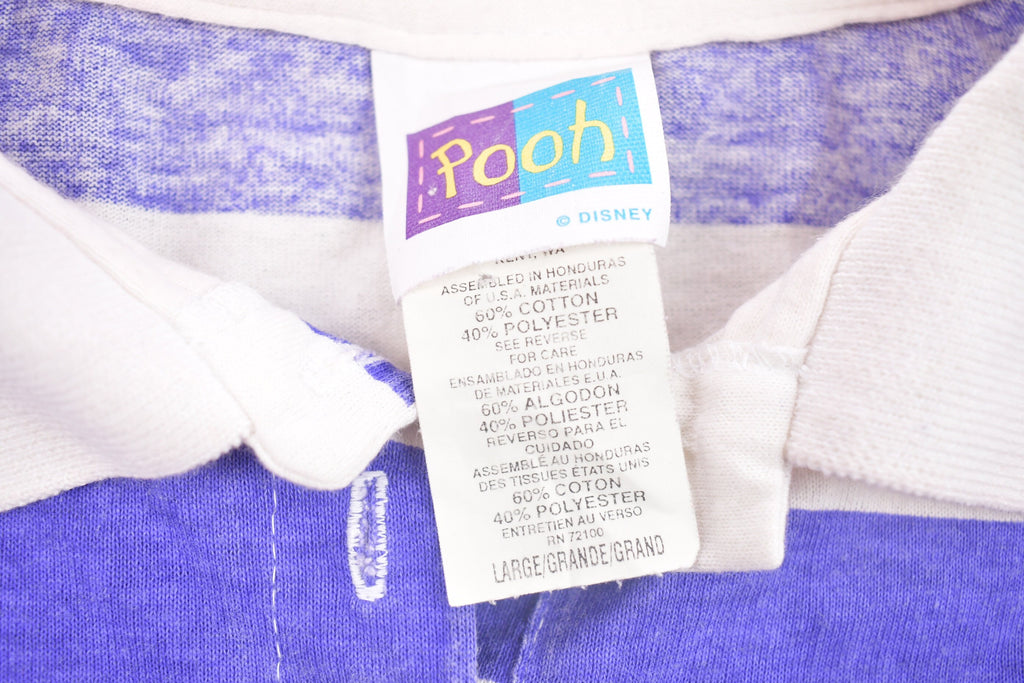 Pooh
© DISNEY
KENT, WA
ASSEMBLED IN HONDURAS
OF U.S.A. MATERIALS
60% COTTON
40% POLYESTER
SEE REVERSE
FOR CARE
ENSAMBLADO EN HONDURAS
DE MATERIALES E.U.A.
60% ALGODON
40% POLIESTER
REVERSO PARA EL
CUIDADO
ASSEMBLÉ AU HONDURAS
DES TISSUES ÉTATS UNIS
60% COTON
40% POLYESTER
ENTRETIEN AU VERSO
RN 72100
LARGE/GRANDE/GRAND